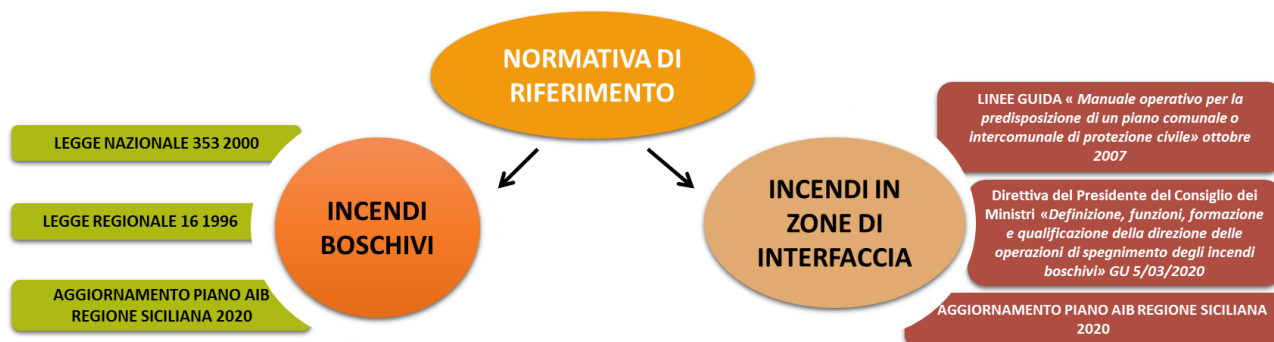 NORMATIVA DI
RIFERIMENTO
LEGGE NAZIONALE 353 2000
LEGGE REGIONALE 16 1996
AGGIORNAMENTO PIANO AIB
REGIONE SICILIANA 2020
INCENDI
BOSCHIVI
INCENDI IN
ZONE DI
INTERFACCIA
LINEE GUIDA « Manuale operativo per la
predisposizione di un piano comunale o
intercomunale di protezione civile» ottobre
2007
Direttiva del Presidente del Consiglio dei
Ministri «Definizione, funzioni, formazione
e qualificazione della direzione delle
operazioni di spegnimento degli incendi
boschivi» GU 5/03/2020
AGGIORNAMENTO PIANO AIB REGIONE SICILIANA
2020